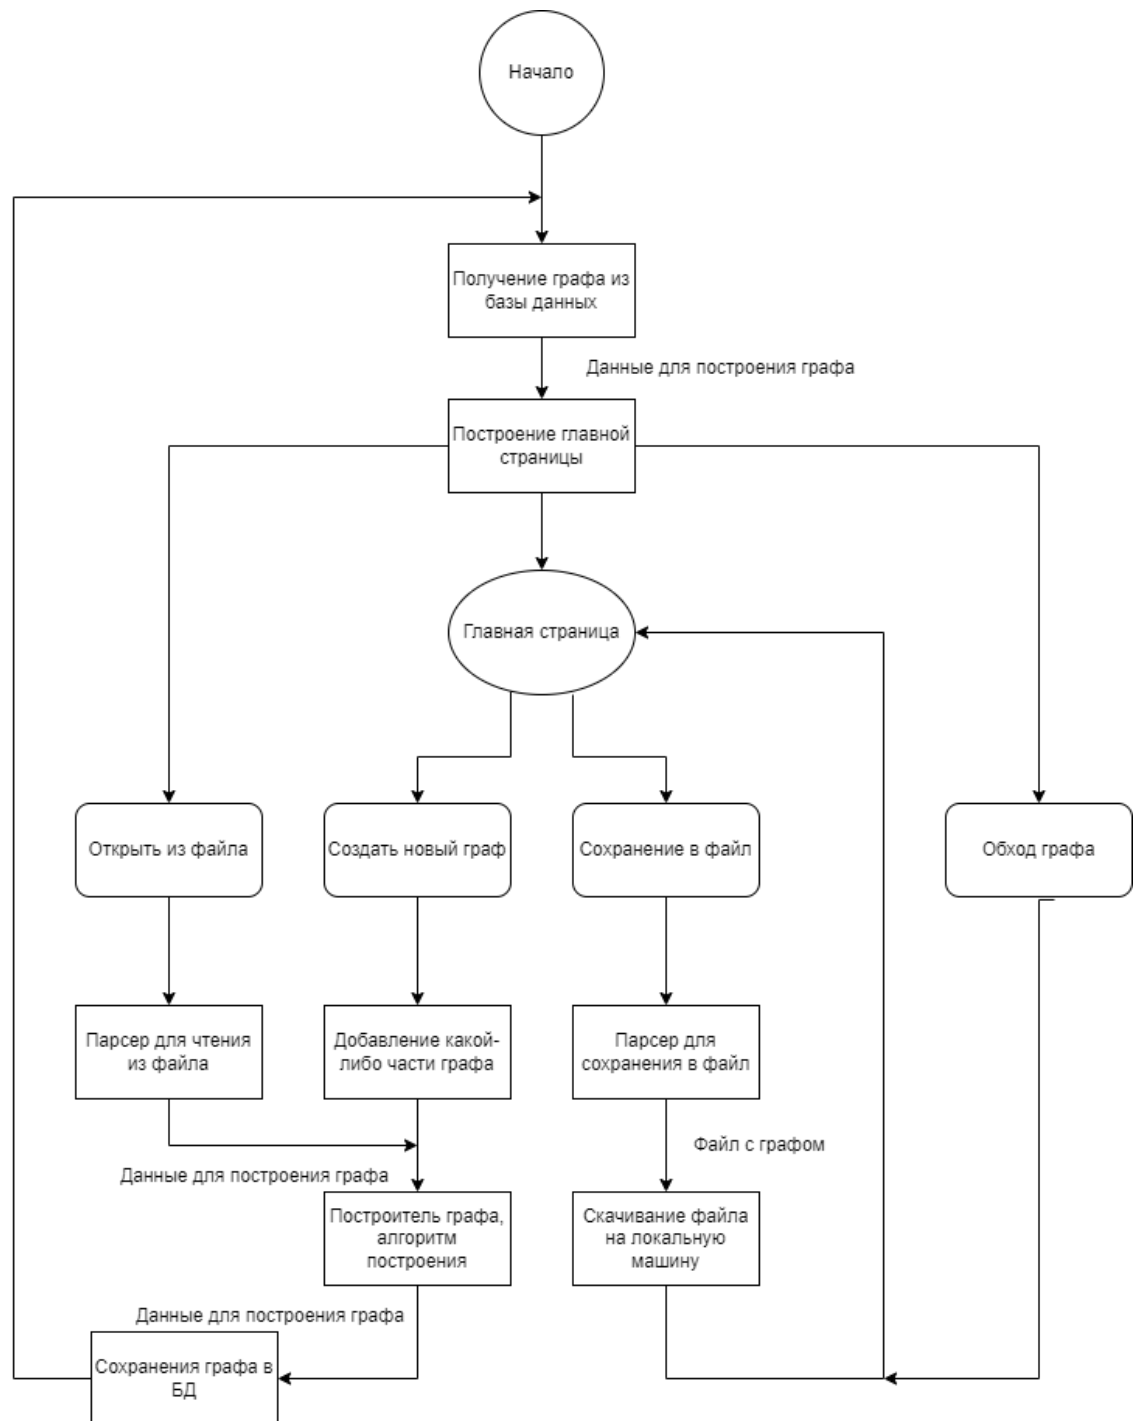 Начало
Получение графа из
базы данных
Данные для построения графа
Построение главной
страницы
Главная страница
Открыть из файла
Создать новый граф
Сохранение в файл
Обход графа
Парсер для чтения
из файла
Добавление какой-
либо части графа
Парсер для
сохранения в файл
Файл с графом
Данные для построения графа
Построитель графа,
алгоритм
построения
Скачивание файла
на локальную
машину
Данные для построения графа
Сохранения графа в
БД